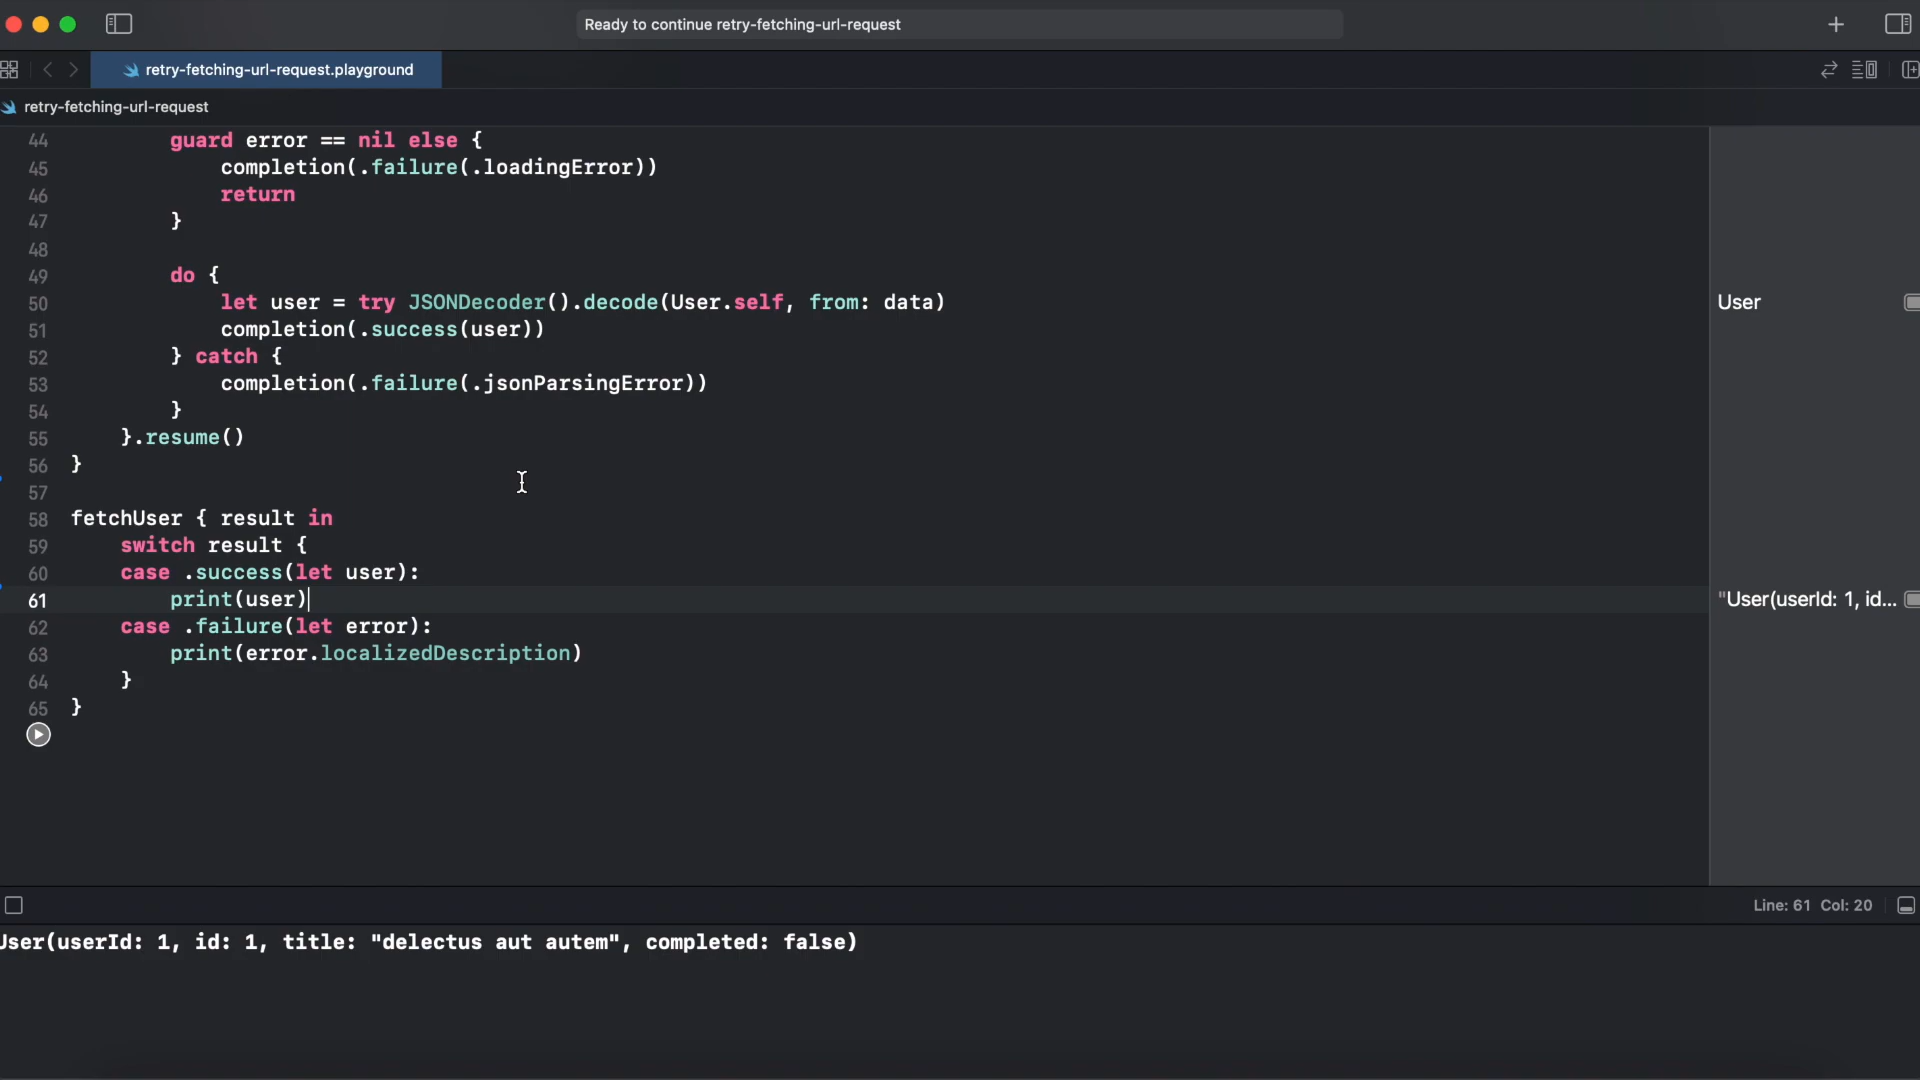 Ready to continue retry-fetching-url-request
retry-fetching-url-request.playground
retry-fetching-url-request
44 guard error == nil else {
45 completion(.failure(.loadingError))
46 return
47 }
48
49 do {
50 let user = try JSONDecoder().decode(User.self, from: data)
User
51 completion(.success(user))
52 } catch {
53 completion(.failure(.jsonParsingError))
54 }
55 }.resume()
56 }
57
58 fetchUser { result in
59 switch result {
60 case .success(let user):
61 print(user)
"User(userId: 1, id...
62 case .failure(let error):
63 print(error.localizedDescription)
64 }
65 }
Line: 61 Col: 20
User(userId: 1, id: 1, title: "delectus aut autem", completed: false)